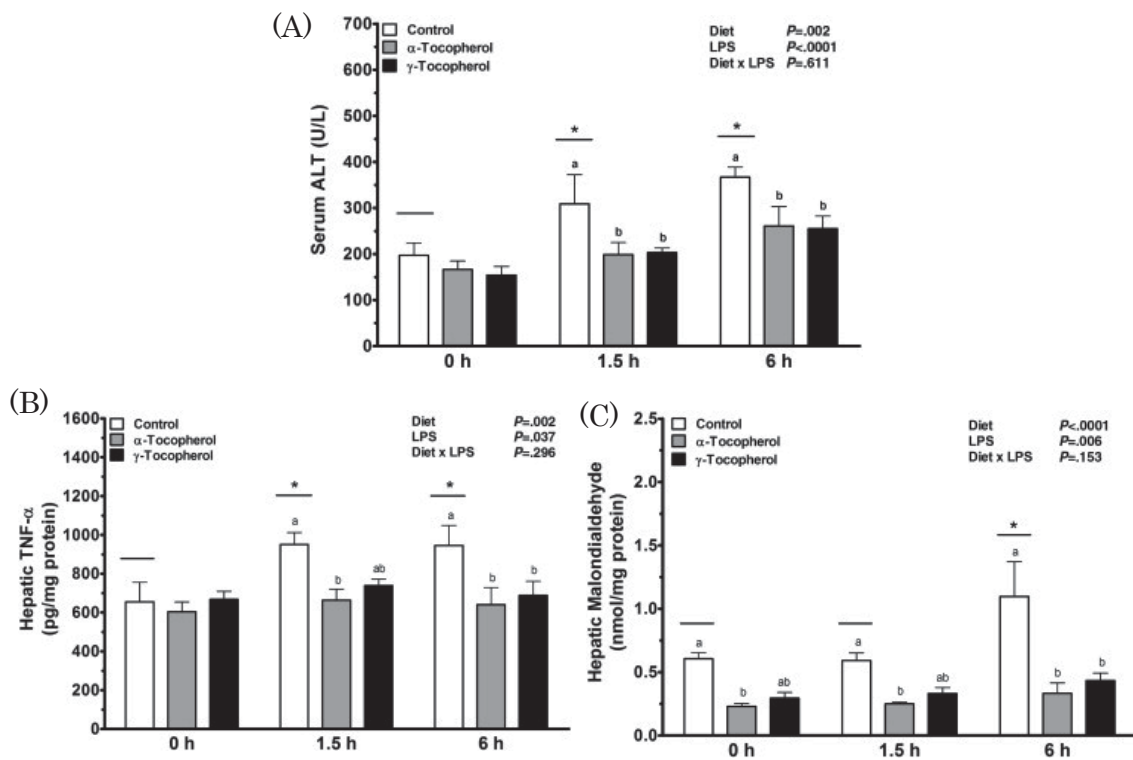 (A)
Control
α-Tocopherol
γ-Tocopherol
Diet P=.002
LPS P<.0001
Diet x LPS P=.611
Serum ALT (U/L)
700
600
500
400
300
200
100
0
* *
a a
b b b b
0 h 1.5 h 6 h
(B)
Control
α-Tocopherol
γ-Tocopherol
Diet P=.002
LPS P=.037
Diet x LPS P=.296
Hepatic TNF-α
(pg/mg protein)
1600
1400
1200
1000
800
600
400
200
0
* *
a a
b ab b b
0 h 1.5 h 6 h
(C)
Control
α-Tocopherol
γ-Tocopherol
Diet P<.0001
LPS P=.006
Diet x LPS P=.153
Hepatic Malondialdehyde
(nmol/mg protein)
2.5
2.0
1.5
1.0
0.5
0.0
*
a a a
b ab b ab b b
0 h 1.5 h 6 h